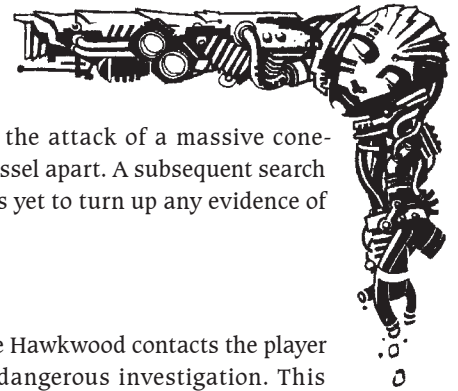 the attack of a massive cone-
ssel apart. A subsequent search
s yet to turn up any evidence of
e Hawkwood contacts the player
dangerous investigation. This